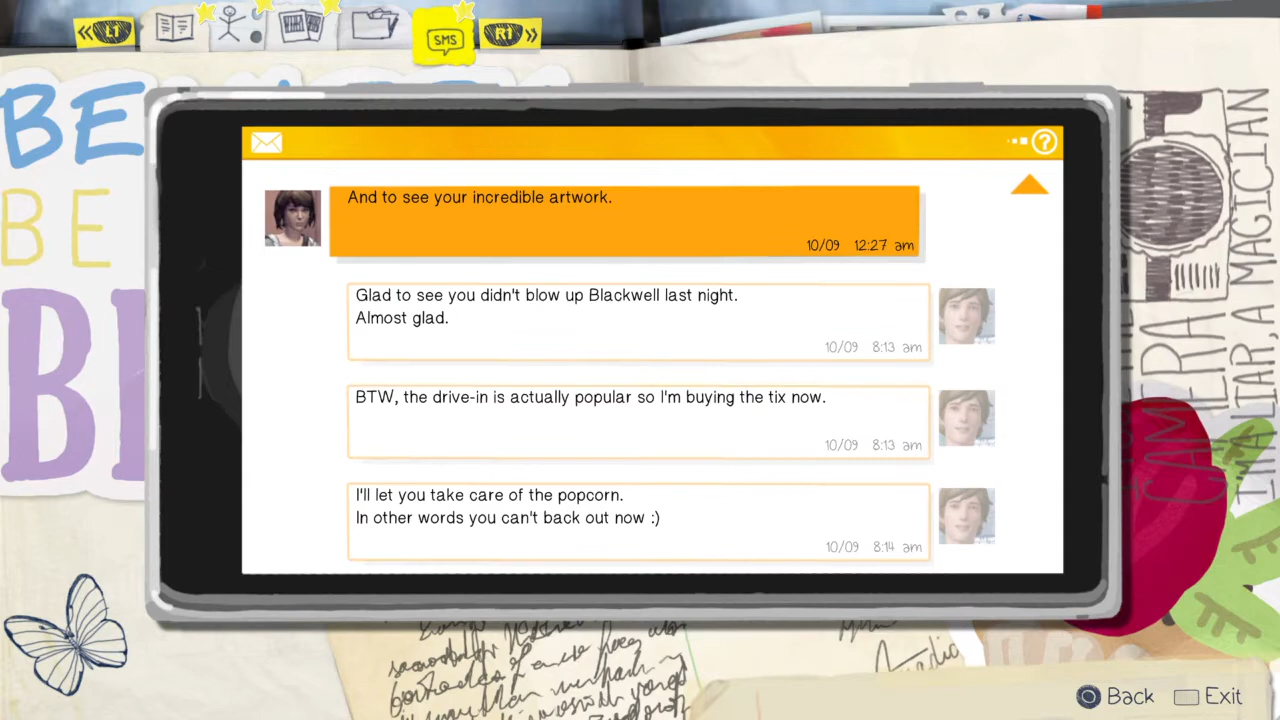 «LT
SMS
R1»
BE
BE
BE
And to see your incredible artwork.
10/09 12:27 am
Glad to see you didn't blow up Blackwell last night.
Almost glad.
10/09 8:13 am
BTW, the drive-in is actually popular so I'm buying the tix now.
10/09 8:13 am
I'll let you take care of the popcorn.
In other words you can't back out now :)
10/09 8:14 am
?
CAMERA
LIAR, A MAGICIAN
Back
Exit